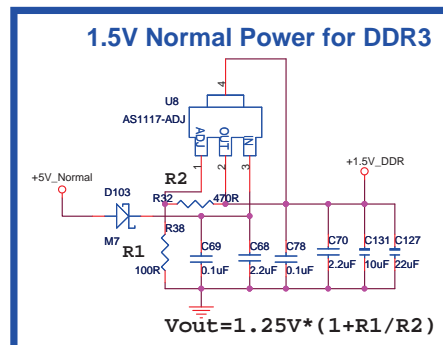 1.5V Normal Power for DDR3
4
U8
AS1117-ADJ
ADJ
OUT
IN
1
2
3
+5V_Normal
+1.5V_DDR
R2
D103
R32
470R
M7
R1
R38
100R
C69
0.1uF
C68
2.2uF
C78
0.1uF
C70
2.2uF
C131
10uF
C127
22uF
Vout=1.25V*(1+R1/R2)